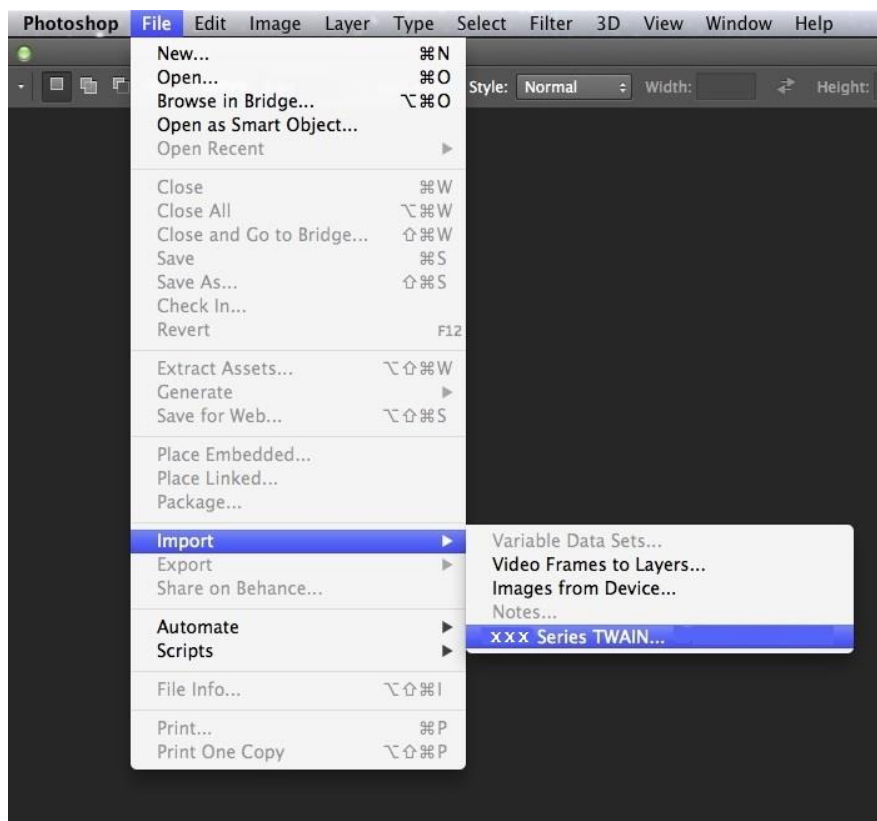 Photoshop File Edit Image Layer Type Select Filter 3D View Window Help
Style: Normal Width: Height:
New... ⌘N
Open... ⌘O
Browse in Bridge... ⌥⌘O
Open as Smart Object...
Open Recent
Close ⌘W
Close All ⌥⌘W
Close and Go to Bridge... ⇧⌘W
Save ⌘S
Save As... ⇧⌘S
Check In...
Revert F12
Extract Assets... ⌥⇧⌘W
Generate
Save for Web... ⌥⇧⌘S
Place Embedded...
Place Linked...
Package...
Import
Export
Share on Behance...
Automate
Scripts
File Info... ⌥⇧⌘I
Print... ⌘P
Print One Copy ⌥⇧⌘P
Variable Data Sets...
Video Frames to Layers...
Images from Device...
Notes...
xxx Series TWAIN...